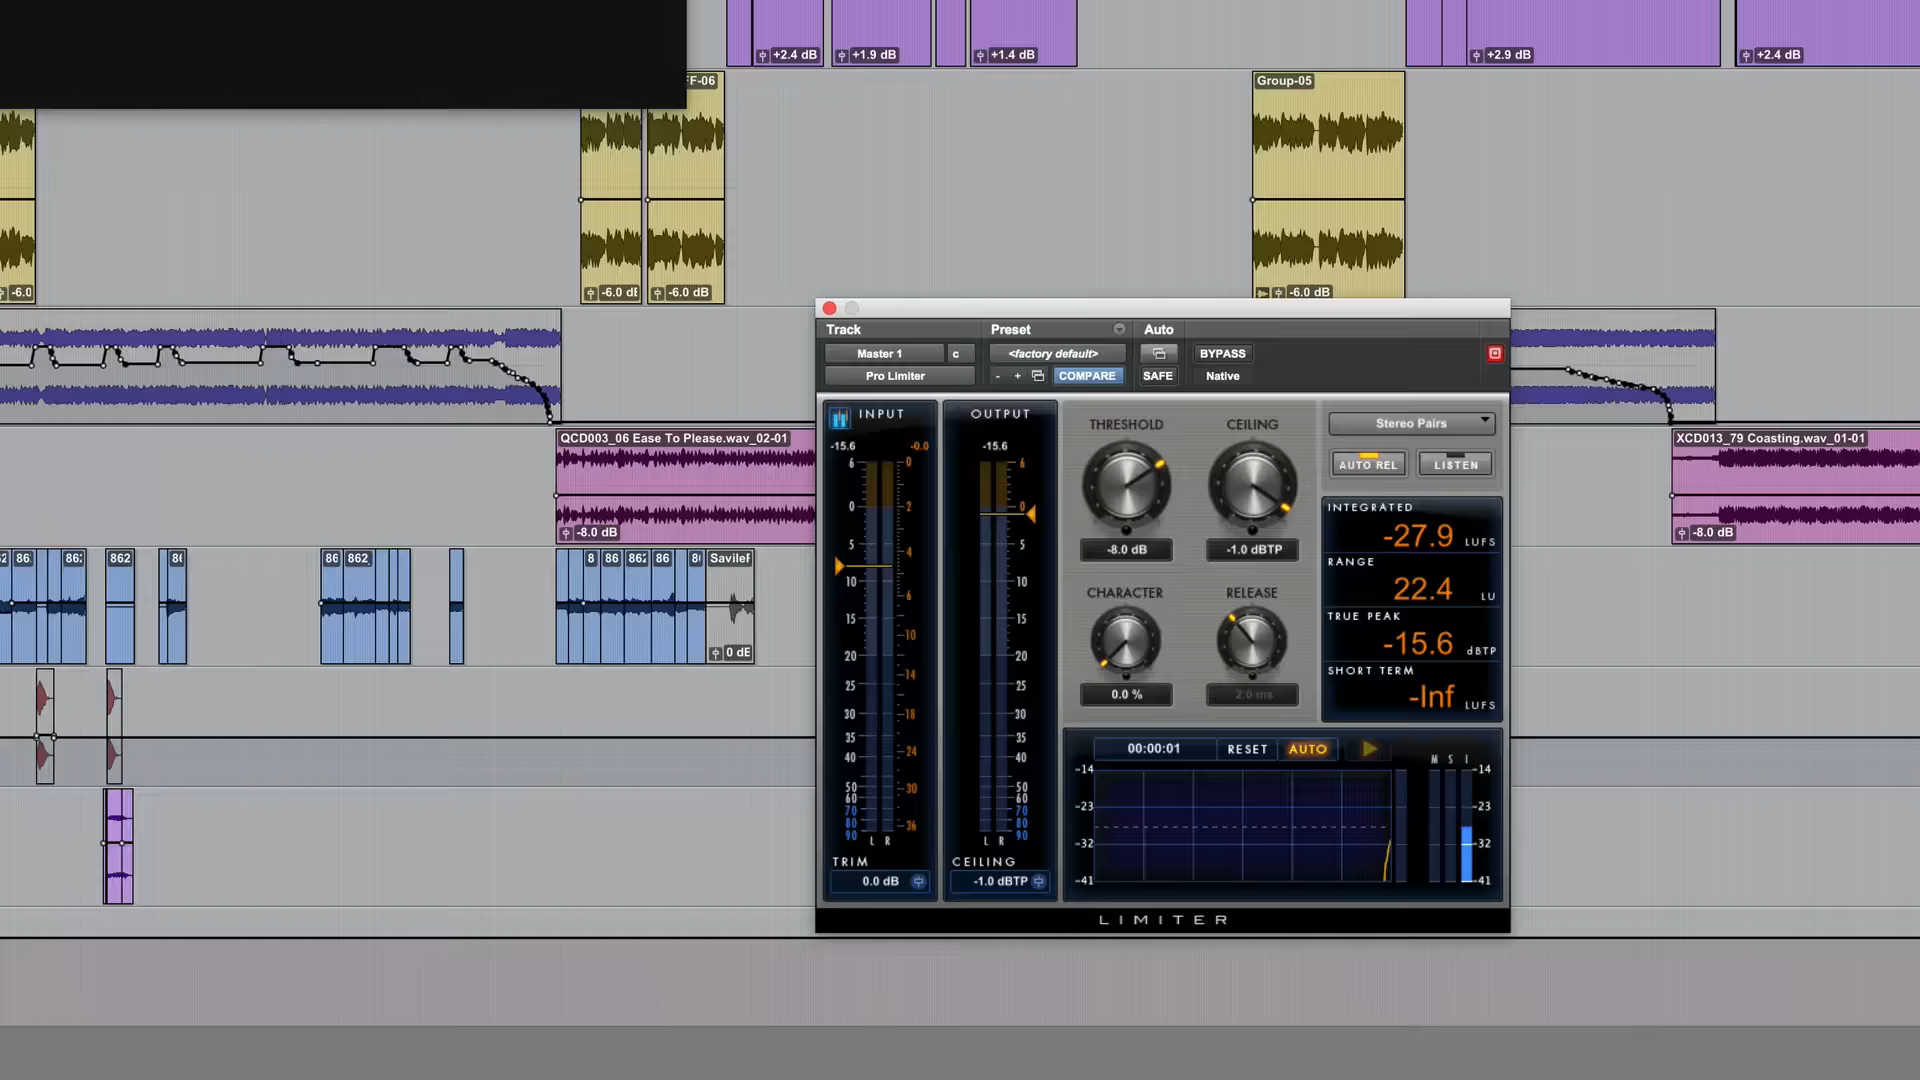 +2.4 dB
+1.9 dB
+1.4 dB
+2.9 dB
+2.4 dB
FF-06
Group-05
-6.0
-6.0 dE
-6.0 dB
-6.0 dB
Track
Preset
Auto
Master 1
c
<factory default>
BYPASS
Pro Limiter
-
+
COMPARE
SAFE
Native
INPUT
OUTPUT
THRESHOLD
CEILING
Stereo Pairs
-15.6
-0.0
-15.6
AUTO REL
LISTEN
6
0
5
10
15
20
25
30
35
40
50
60
70
80
90
0
2
4
6
10
14
18
24
30
36
L R
6
0
5
10
15
20
25
30
35
40
50
60
70
80
90
L R
-8.0 dB
-1.0 dBTP
CHARACTER
RELEASE
0.0 %
2.0 ms
INTEGRATED
-27.9 LUFS
RANGE
22.4 LU
TRUE PEAK
-15.6 dBTP
SHORT TERM
-Inf LUFS
00:00:01
RESET
AUTO
M S I
-14
-23
-32
-41
-14
-23
-32
-41
TRIM
0.0 dB
CEILING
-1.0 dBTP
LIMITER
QCD003_06 Ease To Please.wav_02-01
-8.0 dB
XCD013_79 Coasting.wav_01-01
-8.0 dB
86
862
862
86
86
862_
8
86
862
86
8
0 dE